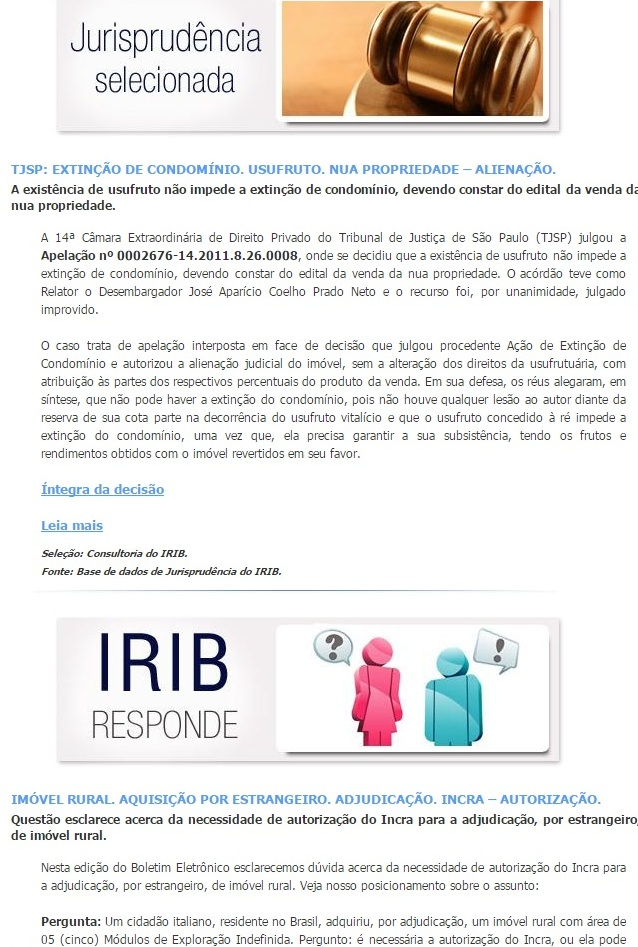 Jurisprudência
selecionada
TJSP: EXTINÇÃO DE CONDOMÍNIO. USUFRUTO. NUA PROPRIEDADE – ALIENAÇÃO.
A existência de usufruto não impede a extinção de condomínio, devendo constar do edital da venda da
nua propriedade.
A 14ª Câmara Extraordinária de Direito Privado do Tribunal de Justiça de São Paulo (TJSP) julgou a
Apelação nº 0002676-14.2011.8.26.0008, onde se decidiu que a existência de usufruto não impede a
extinção de condomínio, devendo constar do edital da venda da nua propriedade. O acórdão teve como
Relator o Desembargador José Aparício Coelho Prado Neto e o recurso foi, por unanimidade, julgado
improvido.
O caso trata de apelação interposta em face de decisão que julgou procedente Ação de Extinção de
Condomínio e autorizou a alienação judicial do imóvel, sem a alteração dos direitos da usufrutuária, com
atribuição às partes dos respectivos percentuais do produto da venda. Em sua defesa, os réus alegaram, em
síntese, que não pode haver a extinção do condomínio, pois não houve qualquer lesão ao autor diante da
reserva de sua cota parte na decorrência do usufruto vitalício e que o usufruto concedido à ré impede a
extinção do condomínio, uma vez que, ela precisa garantir a sua subsistência, tendo os frutos e
rendimentos obtidos com o imóvel revertidos em seu favor.
Íntegra da decisão
Leia mais
Seleção: Consultoria do IRIB.
Fonte: Base de dados de Jurisprudência do IRIB.
IRIB
RESPONDE
? !
IMÓVEL RURAL. AQUISIÇÃO POR ESTRANGEIRO. ADJUDICAÇÃO. INCRA – AUTORIZAÇÃO.
Questão esclarece acerca da necessidade de autorização do Incra para a adjudicação, por estrangeiro,
de imóvel rural.
Nesta edição do Boletim Eletrônico esclarecemos dúvida acerca da necessidade de autorização do Incra para
a adjudicação, por estrangeiro, de imóvel rural. Veja nosso posicionamento sobre o assunto:
Pergunta: Um cidadão italiano, residente no Brasil, adquiriu, por adjudicação, um imóvel rural com área de
05 (cinco) Módulos de Exploração Indefinida. Pergunto: é necessária a autorização do Incra, ou ela pode